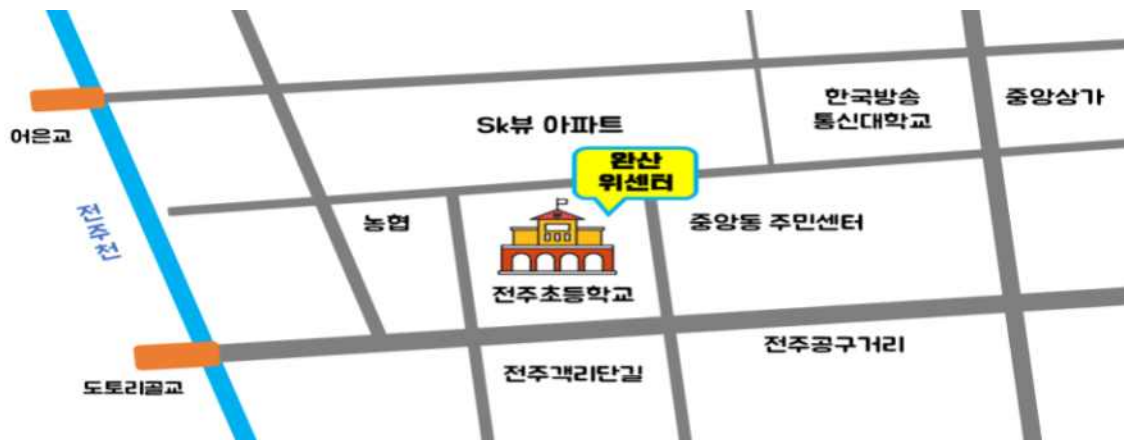 한국방송
통신대학교
중앙상가
Sk뷰 아파트
어은교
완산
위센터
전주천
농협
중앙동 주민센터
전주초등학교
전주공구거리
전주객리단길
도토리골교